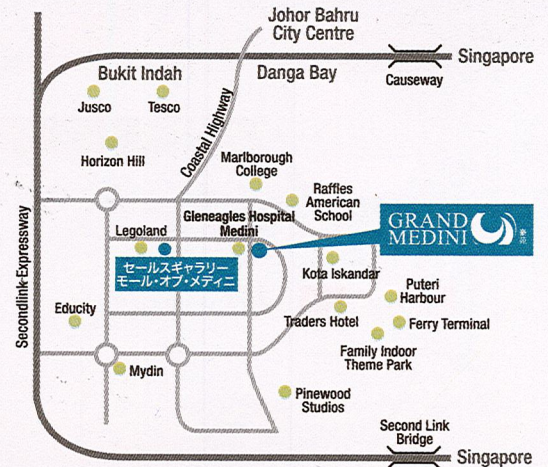 Johor Bahru
City Centre
Singapore
Bukit Indah
Danga Bay
Causeway
Jusco
Tesco
Coastal Highway
Horizon Hill
Marlborough
College
Raffles
American
School
Gleneagles Hospital
Medini
GRAND
MEDINI
Legoland
セールスギャラリー
モール・オブ・メディニ
Kota Iskandar
Secondlink-Expressway
Puteri
Harbour
Educity
Traders Hotel
Ferry Terminal
Family Indoor
Theme Park
Mydin
Pinewood
Studios
Second Link
Bridge
Singapore